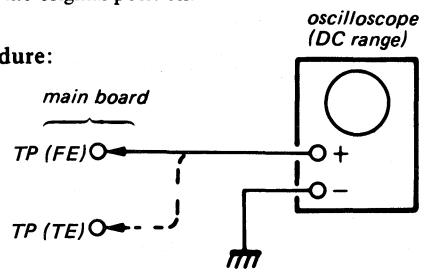 oscilloscope
(DC range)
dure:
main board
TP (FE)
+
TP (TE)
−